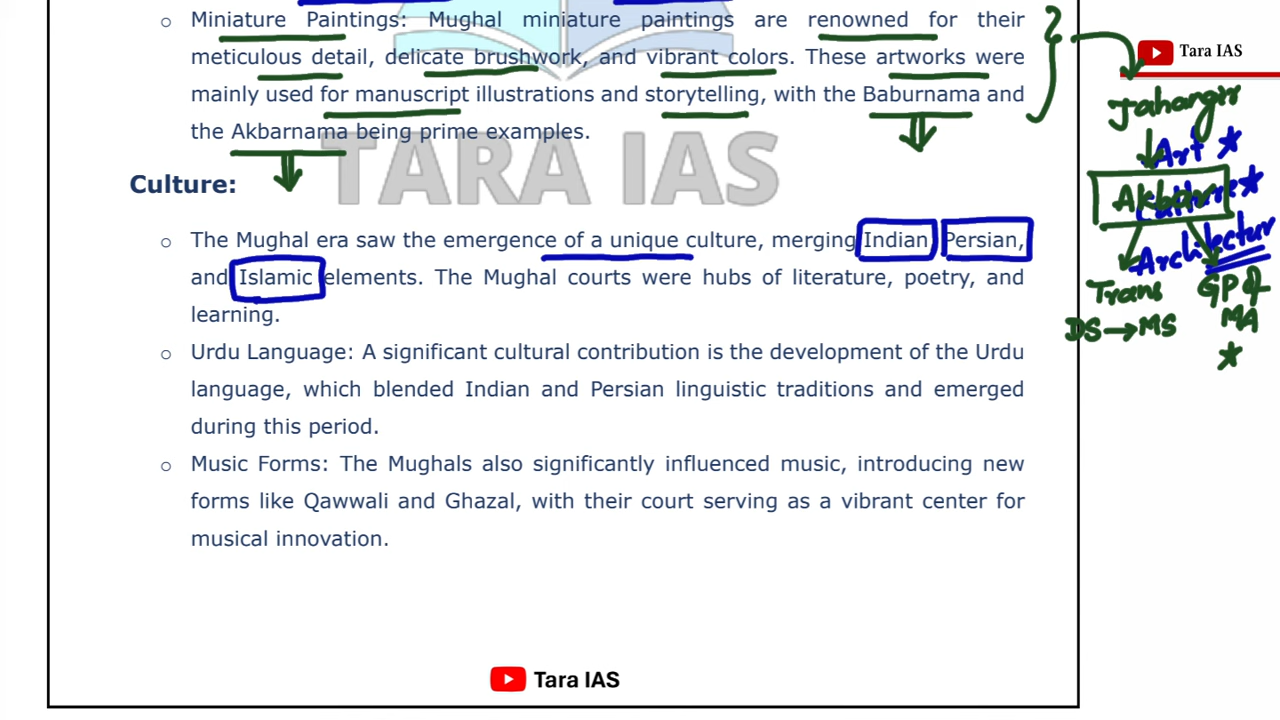 ○ Miniature Paintings: Mughal miniature paintings are renowned for their
meticulous detail, delicate brushwork, and vibrant colors. These artworks were
mainly used for manuscript illustrations and storytelling, with the Baburnama and
the Akbarnama being prime examples.
TARA IAS
Culture:
○ The Mughal era saw the emergence of a unique culture, merging Indian, Persian,
and Islamic elements. The Mughal courts were hubs of literature, poetry, and
learning.
○ Urdu Language: A significant cultural contribution is the development of the Urdu
language, which blended Indian and Persian linguistic traditions and emerged
during this period.
○ Music Forms: The Mughals also significantly influenced music, introducing new
forms like Qawwali and Ghazal, with their court serving as a vibrant center for
musical innovation.
Tara IAS
Tara IAS
Jahangir
Art
Akbar
Culture
Architectur
Trans
DS → MS
GP of
MA